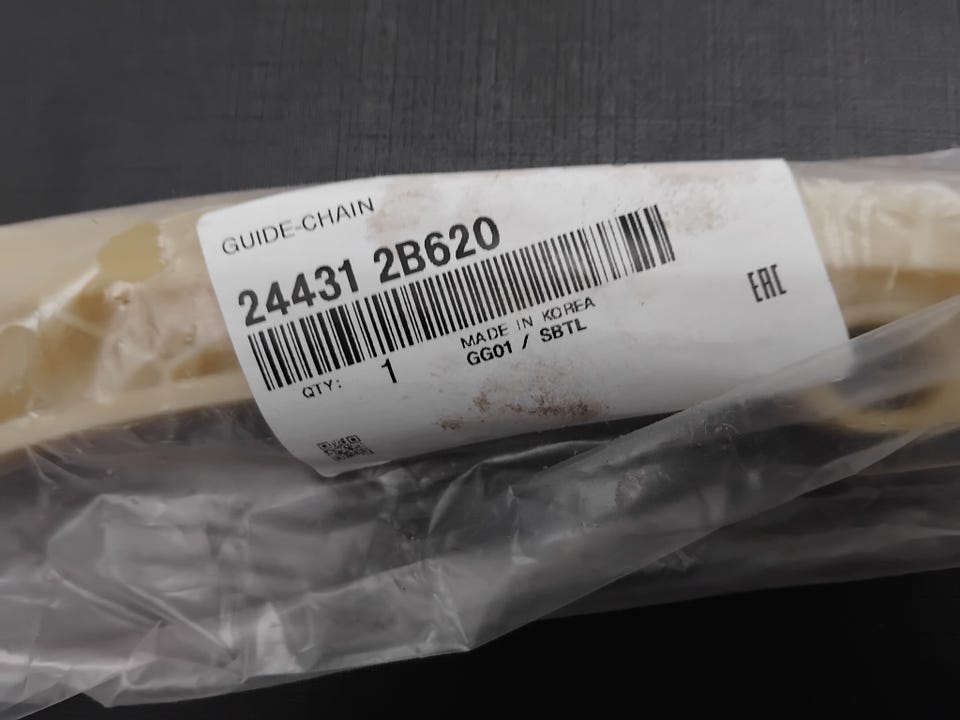 GUIDE-CHAIN
24431 2B620
MADE IN KOREA
GG01 / SBTL
QTY: 1
EAC